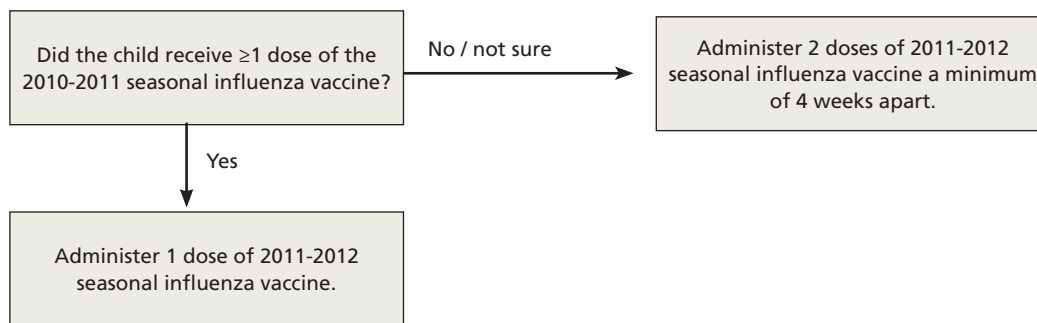 Did the child receive ≥1 dose of the
2010-2011 seasonal influenza vaccine?
No / not sure
Administer 2 doses of 2011-2012
seasonal influenza vaccine a minimum
of 4 weeks apart.
Yes
Administer 1 dose of 2011-2012
seasonal influenza vaccine.